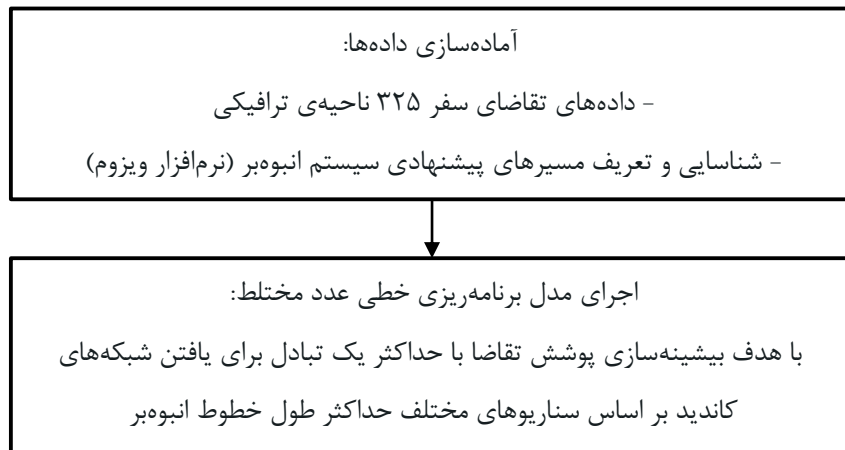 آماده‌سازی داده‌ها:
- داده‌های تقاضای سفر ۳۲۵ ناحیه‌ی ترافیکی
- شناسایی و تعریف مسیرهای پیشنهادی سیستم انبوه‌بر (نرم‌افزار ویزوم)
اجرای مدل برنامه‌ریزی خطی عدد مختلط:
با هدف بیشینه‌سازی پوشش تقاضا با حداکثر یک تبادل برای یافتن شبکه‌های
کاندید بر اساس سناریوهای مختلف حداکثر طول خطوط انبوه‌بر